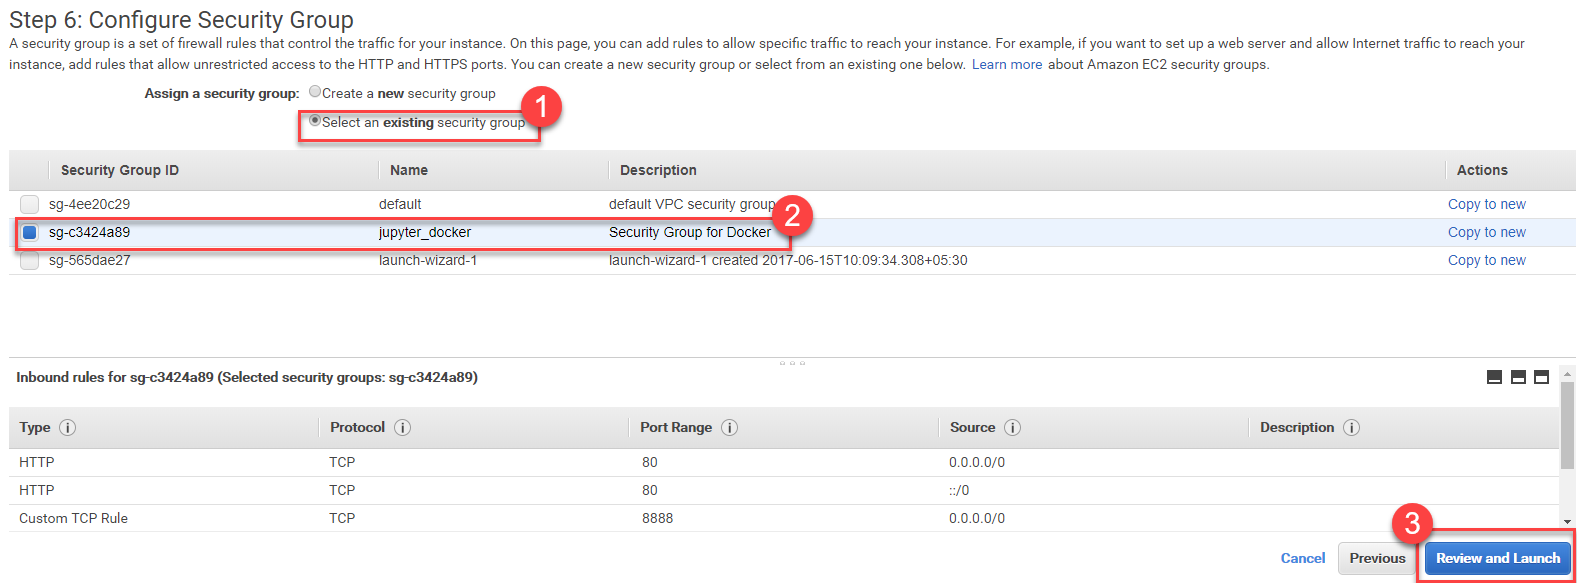 Step 6: Configure Security Group
A security group is a set of firewall rules that control the traffic for your instance. On this page, you can add rules to allow specific traffic to reach your instance. For example, if you want to set up a web server and allow Internet traffic to reach your
instance, add rules that allow unrestricted access to the HTTP and HTTPS ports. You can create a new security group or select from an existing one below. Learn more about Amazon EC2 security groups.
Assign a security group: Create a new security group
Select an existing security group 1
Security Group ID Name Description Actions
sg-4ee20c29 default default VPC security group Copy to new
sg-c3424a89 jupyter_docker Security Group for Docker 2 Copy to new
sg-565dae27 launch-wizard-1 launch-wizard-1 created 2017-06-15T10:09:34.308+05:30 Copy to new
Inbound rules for sg-c3424a89 (Selected security groups: sg-c3424a89)
Type i Protocol i Port Range i Source i Description i
HTTP TCP 80 0.0.0.0/0
HTTP TCP 80 ::/0
Custom TCP Rule TCP 8888 0.0.0.0/0
3
Cancel Previous Review and Launch